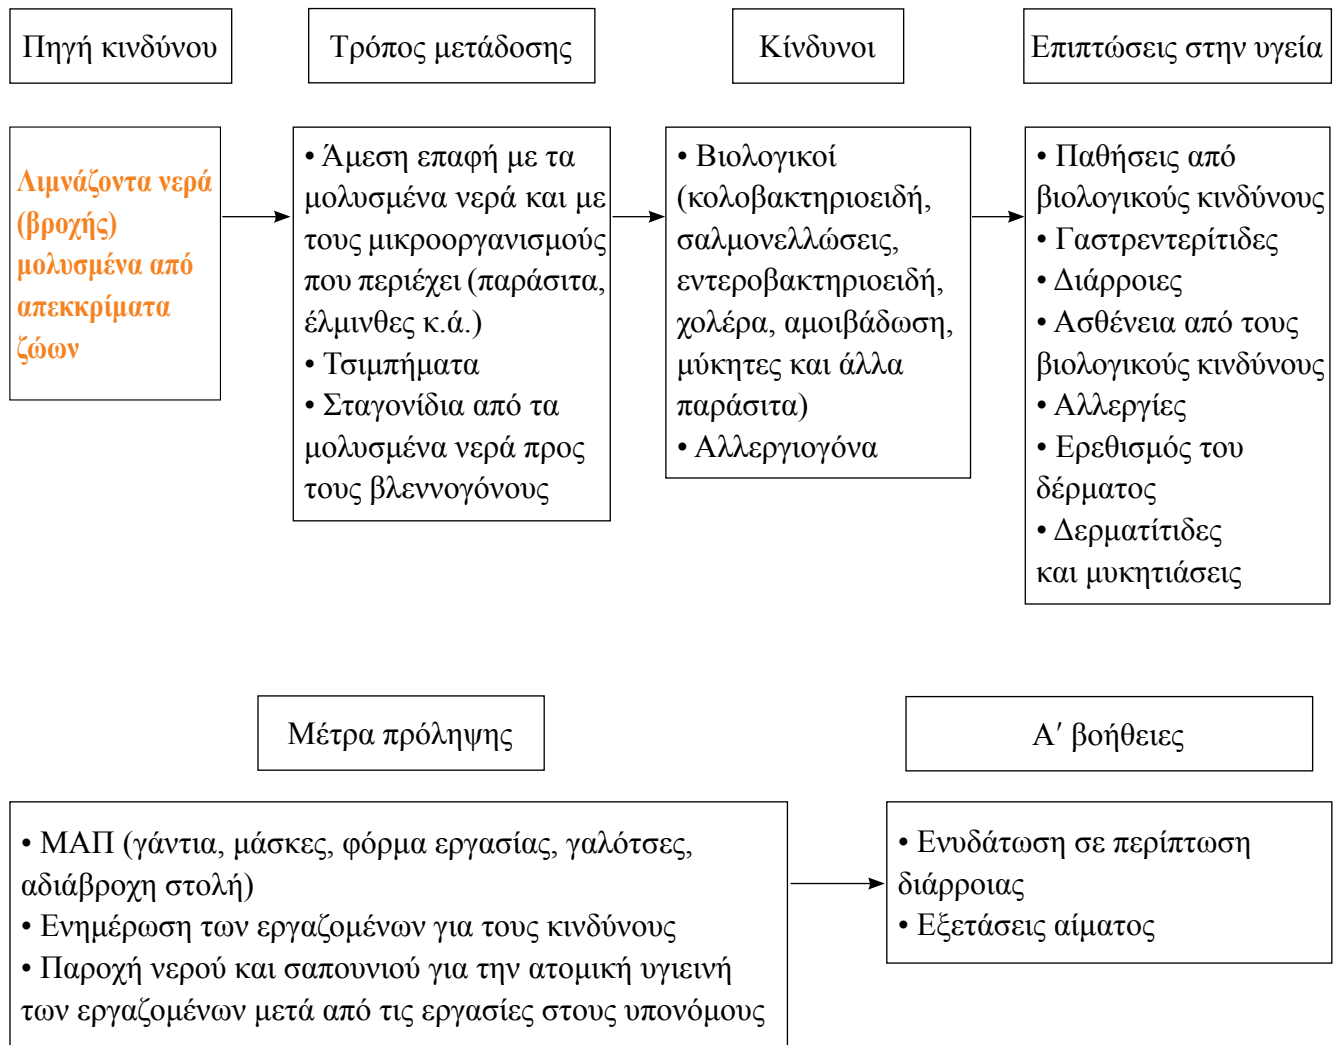 Πηγή κινδύνου
Τρόπος μετάδοσης
Κίνδυνοι
Επιπτώσεις στην υγεία
Λιμνάζοντα νερά
(βροχής)
μολυσμένα από
απεκκρίματα
ζώων
• Άμεση επαφή με τα
μολυσμένα νερά και με
τους μικροοργανισμούς
που περιέχει (παράσιτα,
έλμινθες κ.ά.)
• Τσιμπήματα
• Σταγονίδια από τα
μολυσμένα νερά προς
τους βλεννογόνους
• Βιολογικοί
(κολοβακτηριοειδή,
σαλμονελλώσεις,
εντεροβακτηριοειδή,
χολέρα, αμοιβάδωση,
μύκητες και άλλα
παράσιτα)
• Αλλεργιογόνα
• Παθήσεις από
βιολογικούς κινδύνους
• Γαστρεντερίτιδες
• Διάρροιες
• Ασθένεια από τους
βιολογικούς κινδύνους
• Αλλεργίες
• Ερεθισμός του
δέρματος
• Δερματίτιδες
και μυκητιάσεις
Μέτρα πρόληψης
Α′ βοήθειες
• ΜΑΠ (γάντια, μάσκες, φόρμα εργασίας, γαλότσες,
αδιάβροχη στολή)
• Ενημέρωση των εργαζομένων για τους κινδύνους
• Παροχή νερού και σαπουνιού για την ατομική υγιεινή
των εργαζομένων μετά από τις εργασίες στους υπονόμους
• Ενυδάτωση σε περίπτωση
διάρροιας
• Εξετάσεις αίματος